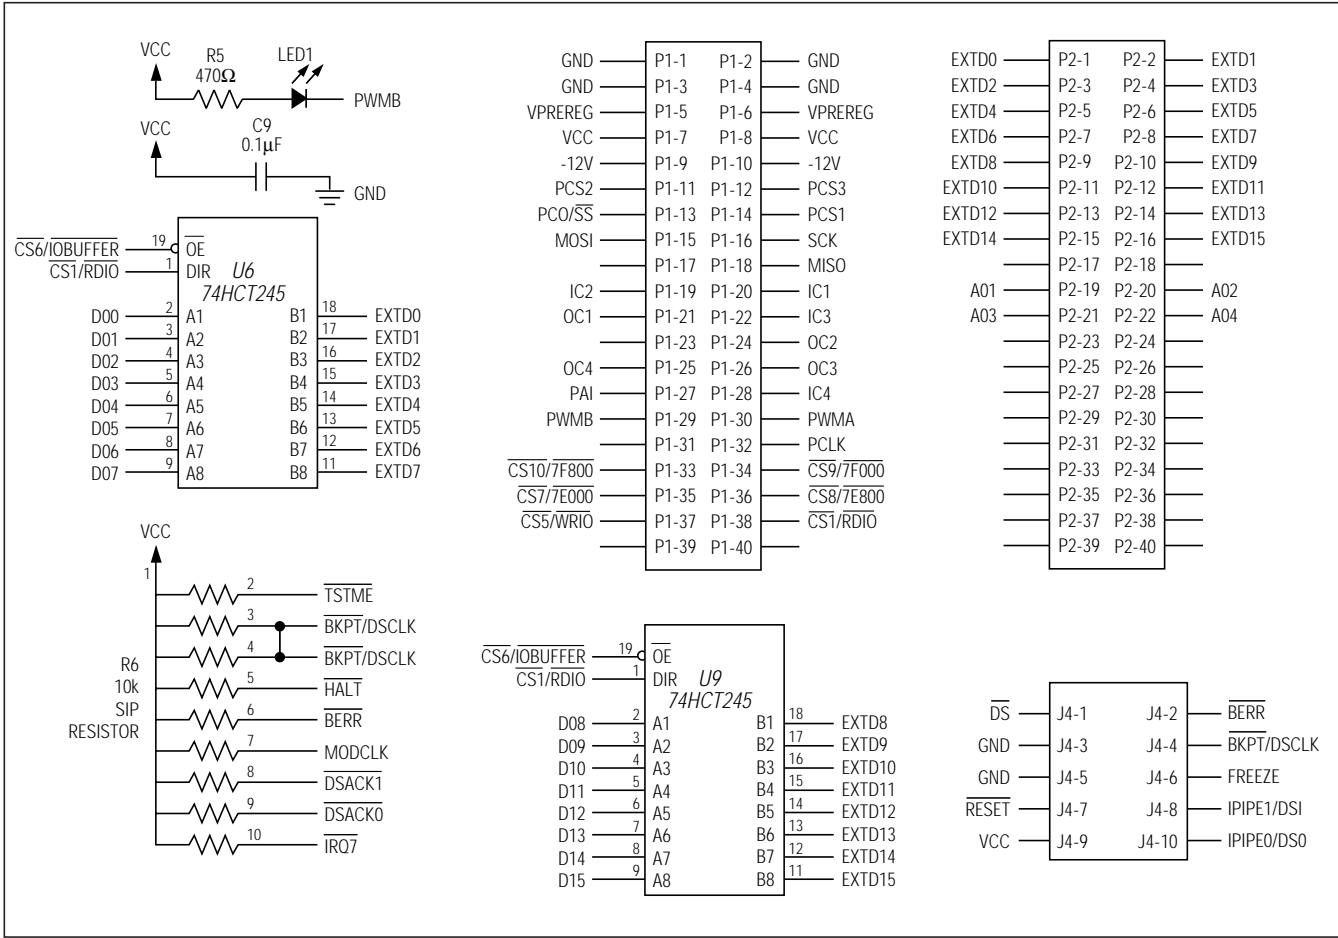 VCC
R5
470Ω
LED1
PWMB
VCC
C9
0.1μF
GND
CS6/IOBUFFER 19 OE
CS1/RDIO 1 DIR
U6
74HCT245
D00 2 A1 B1 18 EXTD0
D01 3 A2 B2 17 EXTD1
D02 4 A3 B3 16 EXTD2
D03 5 A4 B4 15 EXTD3
D04 6 A5 B5 14 EXTD4
D05 7 A6 B6 13 EXTD5
D06 8 A7 B7 12 EXTD6
D07 9 A8 B8 11 EXTD7
VCC
1
R6
10k
SIP
RESISTOR
2 TSTME
3 BKPT/DSCLK
4 BKPT/DSCLK
5 HALT
6 BERR
7 MODCLK
8 DSACK1
9 DSACK0
10 IRQ7
GND P1-1 P1-2 GND
GND P1-3 P1-4 GND
VPREREG P1-5 P1-6 VPREREG
VCC P1-7 P1-8 VCC
-12V P1-9 P1-10 -12V
PCS2 P1-11 P1-12 PCS3
PCO/SS P1-13 P1-14 PCS1
MOSI P1-15 P1-16 SCK
P1-17 P1-18 MISO
IC2 P1-19 P1-20 IC1
OC1 P1-21 P1-22 IC3
P1-23 P1-24 OC2
OC4 P1-25 P1-26 OC3
PAI P1-27 P1-28 IC4
PWMB P1-29 P1-30 PWMA
P1-31 P1-32 PCLK
CS10/7F800 P1-33 P1-34 CS9/7F000
CS7/7E000 P1-35 P1-36 CS8/7E800
CS5/WRIO P1-37 P1-38 CS1/RDIO
P1-39 P1-40
EXTD0 P2-1 P2-2 EXTD1
EXTD2 P2-3 P2-4 EXTD3
EXTD4 P2-5 P2-6 EXTD5
EXTD6 P2-7 P2-8 EXTD7
EXTD8 P2-9 P2-10 EXTD9
EXTD10 P2-11 P2-12 EXTD11
EXTD12 P2-13 P2-14 EXTD13
EXTD14 P2-15 P2-16 EXTD15
P2-17 P2-18
A01 P2-19 P2-20 A02
A03 P2-21 P2-22 A04
P2-23 P2-24
P2-25 P2-26
P2-27 P2-28
P2-29 P2-30
P2-31 P2-32
P2-33 P2-34
P2-35 P2-36
P2-37 P2-38
P2-39 P2-40
CS6/IOBUFFER 19 OE
CS1/RDIO 1 DIR
U9
74HCT245
D08 2 A1 B1 18 EXTD8
D09 3 A2 B2 17 EXTD9
D10 4 A3 B3 16 EXTD10
D11 5 A4 B4 15 EXTD11
D12 6 A5 B5 14 EXTD12
D13 7 A6 B6 13 EXTD13
D14 8 A7 B7 12 EXTD14
D15 9 A8 B8 11 EXTD15
DS J4-1 J4-2 BERR
GND J4-3 J4-4 BKPT/DSCLK
GND J4-5 J4-6 FREEZE
RESET J4-7 J4-8 IPIPE1/DSI
VCC J4-9 J4-10 IPIPE0/DS0